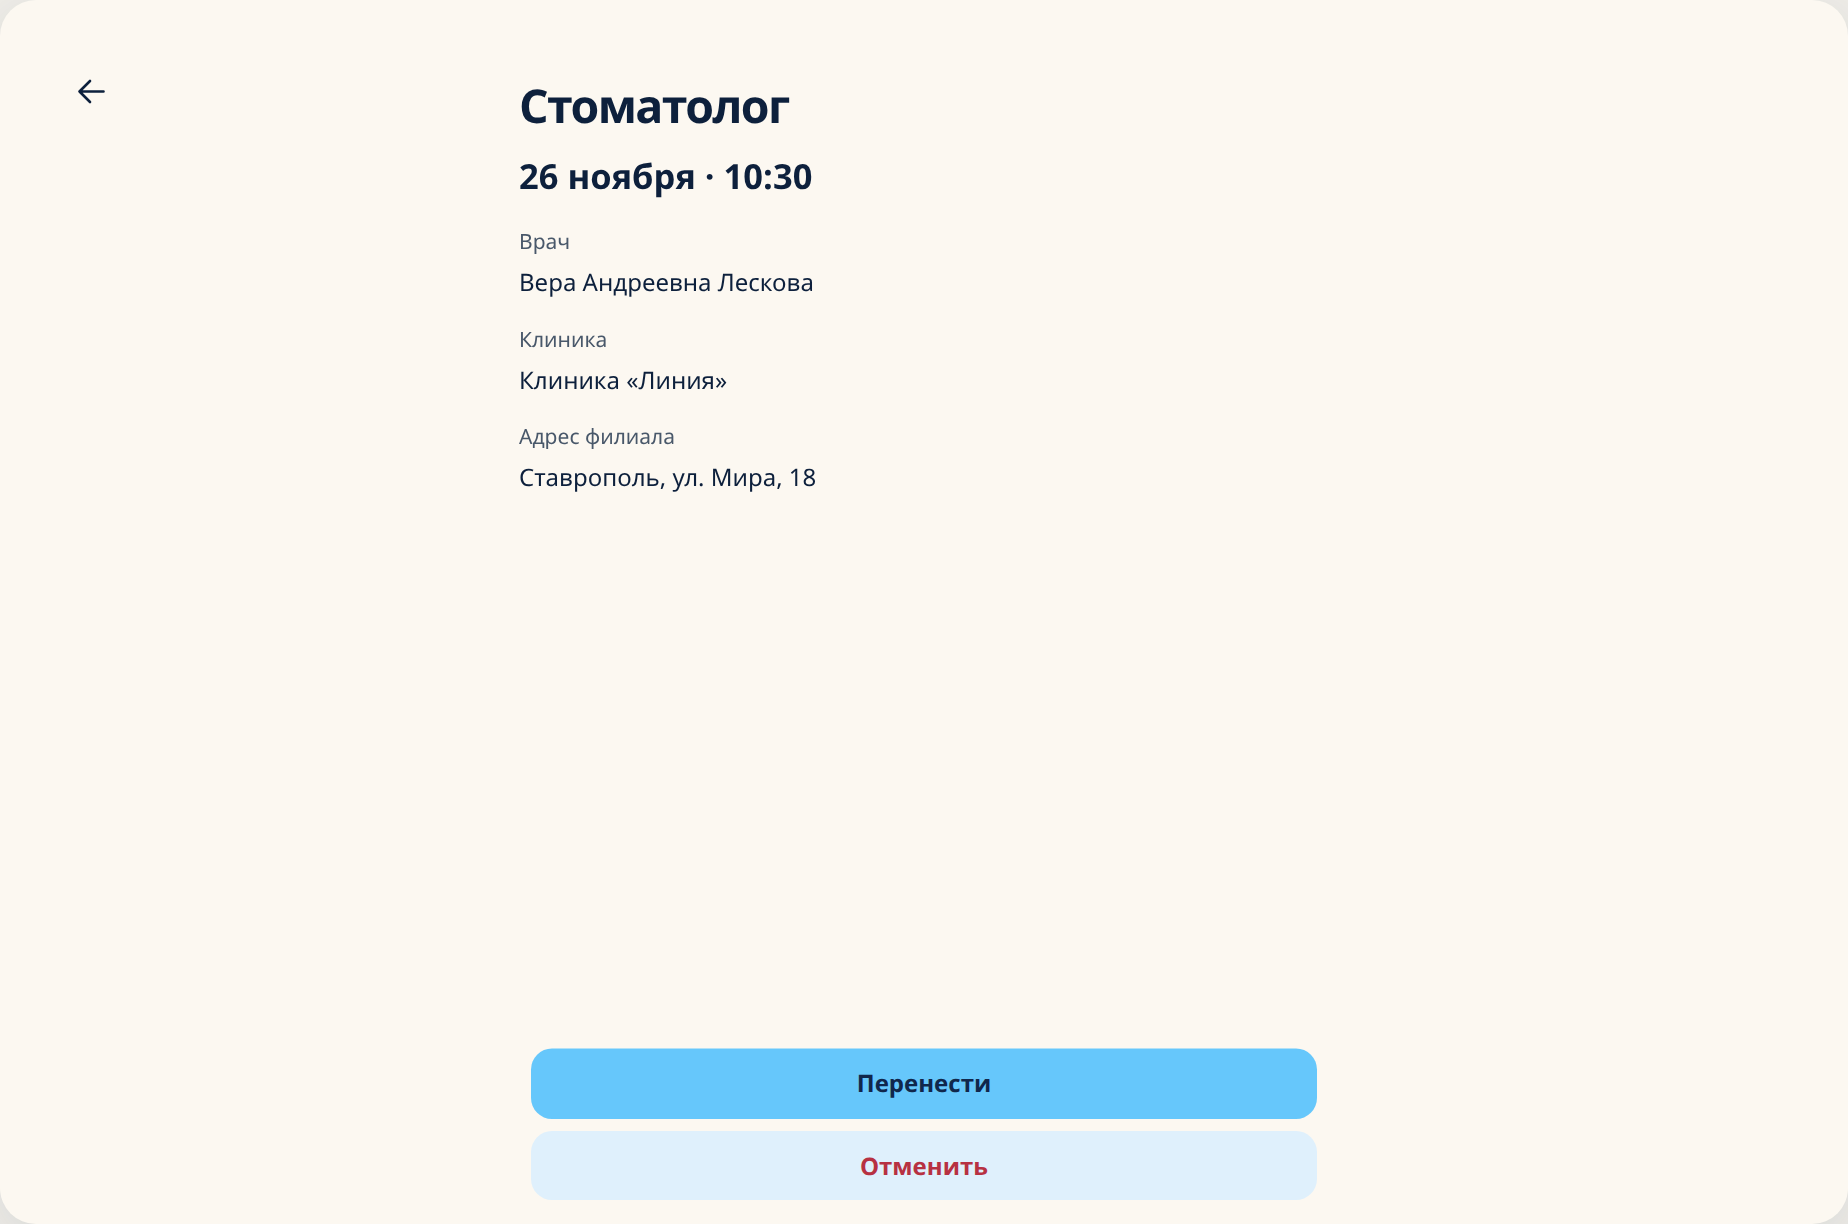 Стоматолог
26 ноября · 10:30
Врач
Вера Андреевна Лескова
Клиника
Клиника «Линия»
Адрес филиала
Ставрополь, ул. Мира, 18
Перенести
Отменить